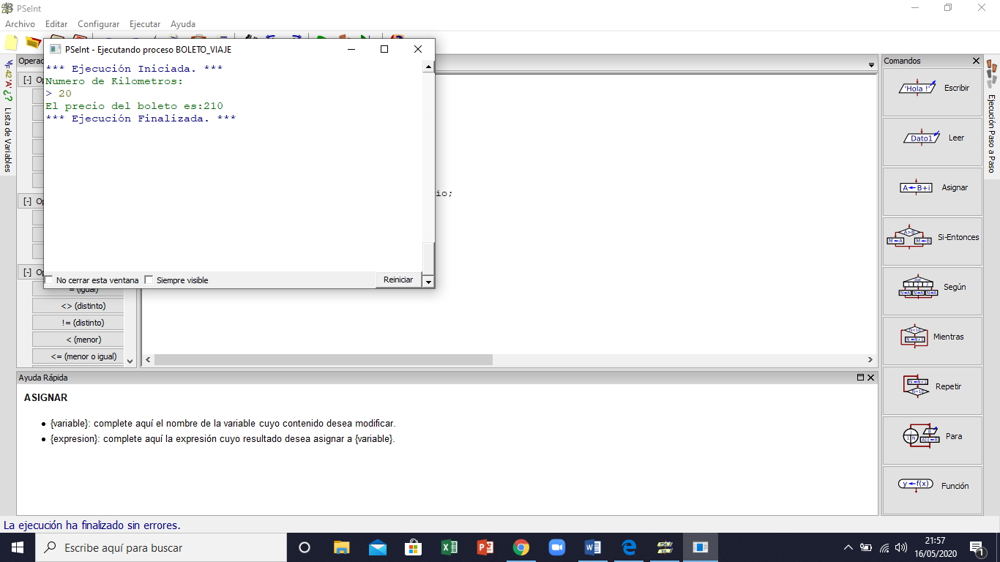 PSeInt
Archivo Editar Configurar Ejecutar Ayuda
PSeInt - Ejecutando proceso BOLETO_VIAJE
*** Ejecución Iniciada. ***
Numero de Kilometros:
> 20
El precio del boleto es:210
*** Ejecución Finalizada. ***
No cerrar esta ventana
Siempre visible
Reiniciar
Lista de Variables
[-]
[-]
[-]
= (igual)
<> (distinto)
!= (distinto)
< (menor)
<= (menor o igual)
io;
Comandos
'Hola !' Escribir
Dato1 Leer
A B+i Asignar
A>B Si-Entonces
Según
Mientras
Repetir
Para
y f(x) Función
Ejecución Paso a Paso
Ayuda Rápida
ASIGNAR
• {variable}: complete aquí el nombre de la variable cuyo contenido desea modificar.
• {expresion}: complete aquí la expresión cuyo resultado desea asignar a {variable}.
La ejecución ha finalizado sin errores.
Escribe aquí para buscar
21:57
16/05/2020
1